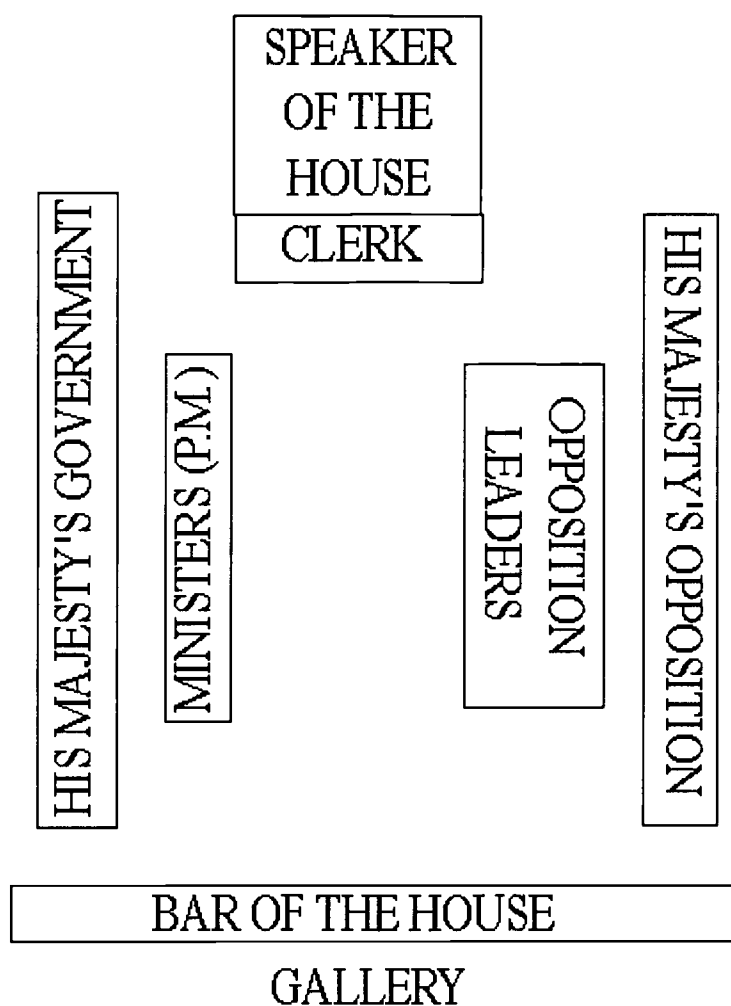 SPEAKER
OF THE
HOUSE
CLERK
HIS MAJESTY'S GOVERNMENT
MINISTERS (P.M.)
OPPOSITION
LEADERS
HIS MAJESTY'S OPPOSITION
BAR OF THE HOUSE
GALLERY